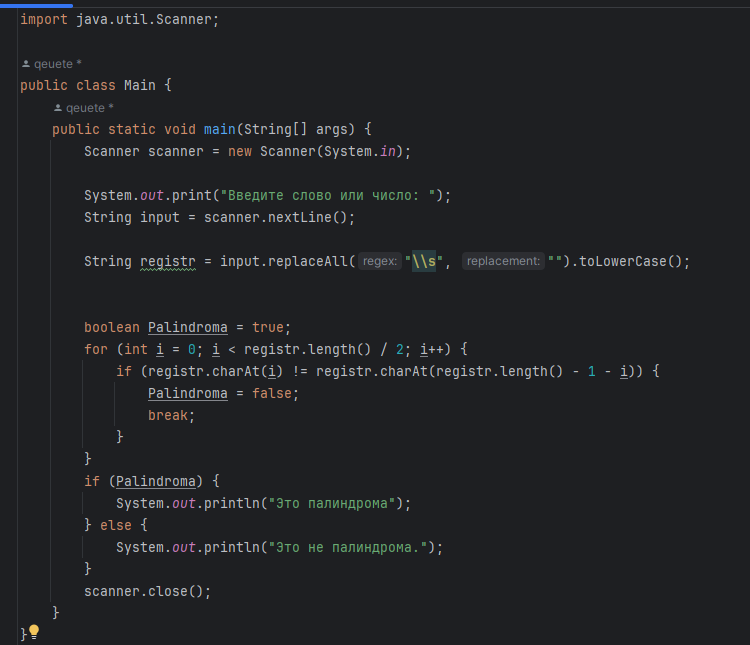 import java.util.Scanner;
qeuete *
public class Main {
qeuete *
public static void main(String[] args) {
Scanner scanner = new Scanner(System.in);
System.out.print("Введите слово или число: ");
String input = scanner.nextLine();
String registr = input.replaceAll( regex: "\\s", replacement: "").toLowerCase();
boolean Palindroma = true;
for (int i = 0; i < registr.length() / 2; i++) {
if (registr.charAt(i) != registr.charAt(registr.length() - 1 - i)) {
Palindroma = false;
break;
}
}
if (Palindroma) {
System.out.println("Это палиндрома");
} else {
System.out.println("Это не палиндрома.");
}
scanner.close();
}
}